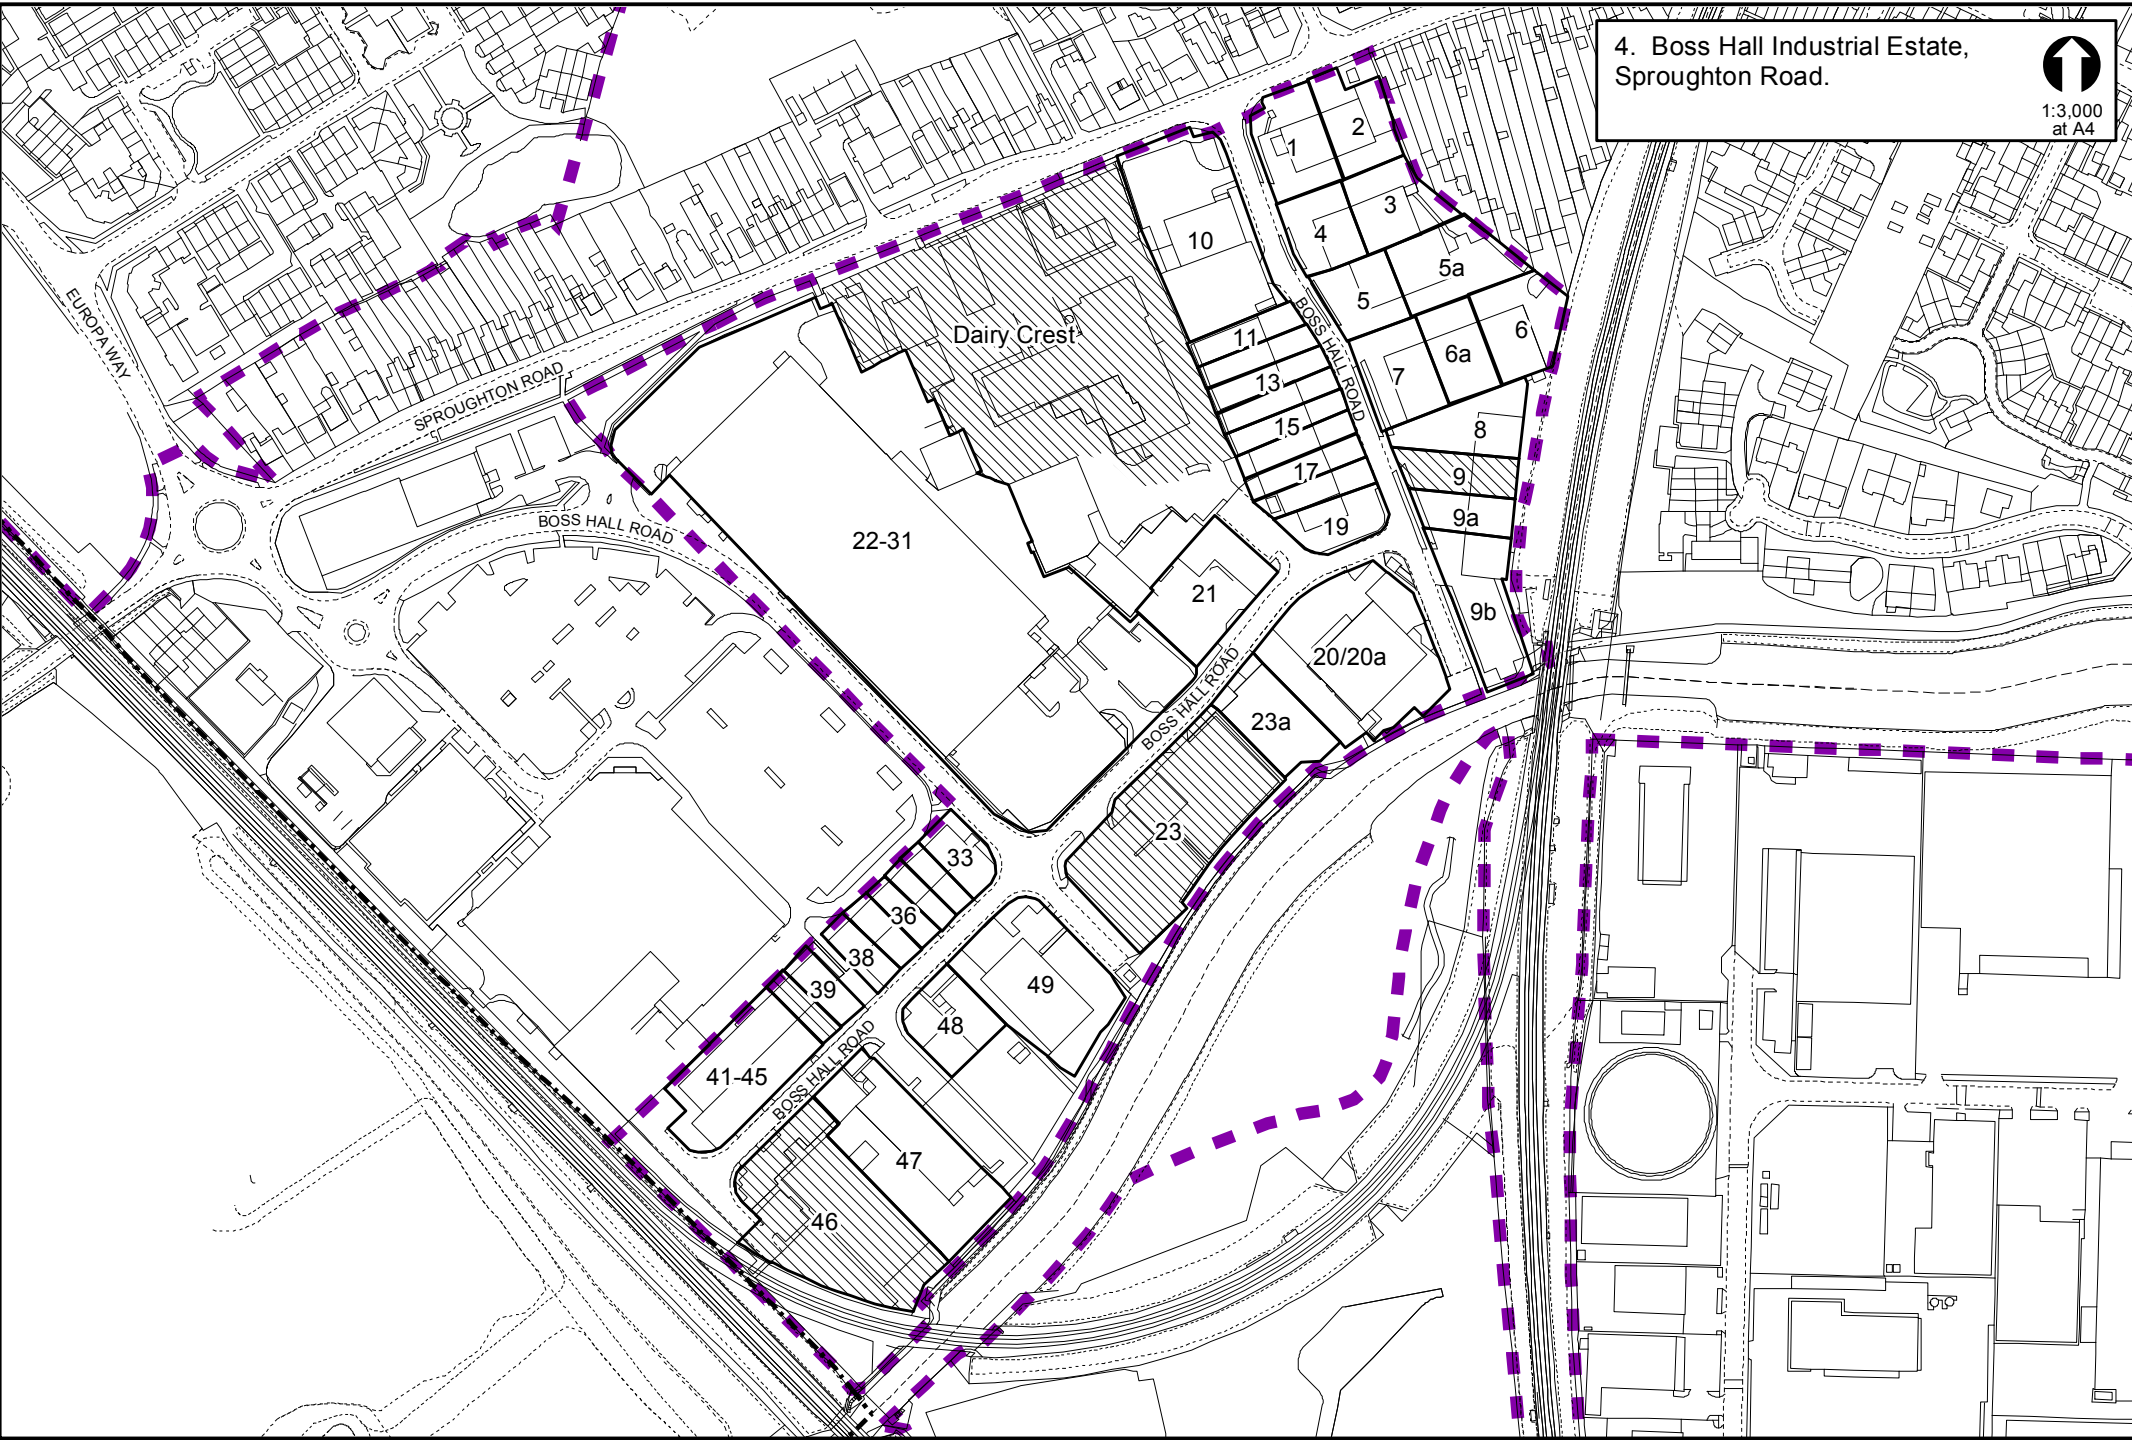 4. Boss Hall Industrial Estate,
Sproughton Road.
1:3,000
at A4
1
2
3
4
10
5a
5
EUROPA WAY
BOSS HALL ROAD
Dairy Crest
11
6
6a
7
13
SPROUGHTON ROAD
15
8
17
9
9a
19
BOSS HALL ROAD
22-31
21
9b
20/20a
BOSS HALL ROAD
23a
23
33
36
38
39
49
48
41-45
BOSS HALL ROAD
47
46